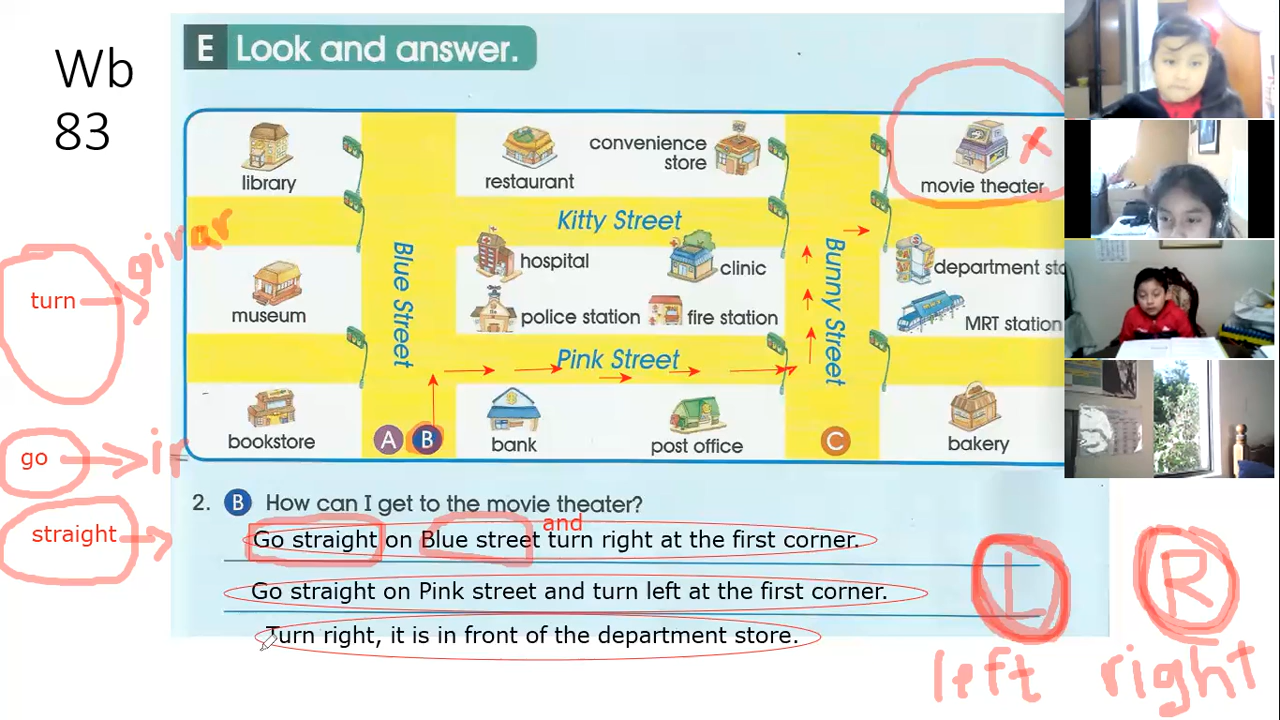 Wb
83
E Look and answer.
library
restaurant
convenience
store
movie theater
x
Kitty Street
Blue Street
Bunny Street
hospital
clinic
department sto
museum
police station
fire station
MRT station
Pink Street
bookstore
A
B
bank
post office
C
bakery
turn
girar
go
ir
straight
2. B How can I get to the movie theater?
and
Go straight on Blue street turn right at the first corner.
Go straight on Pink street and turn left at the first corner.
Turn right, it is in front of the department store.
L
R
left
right